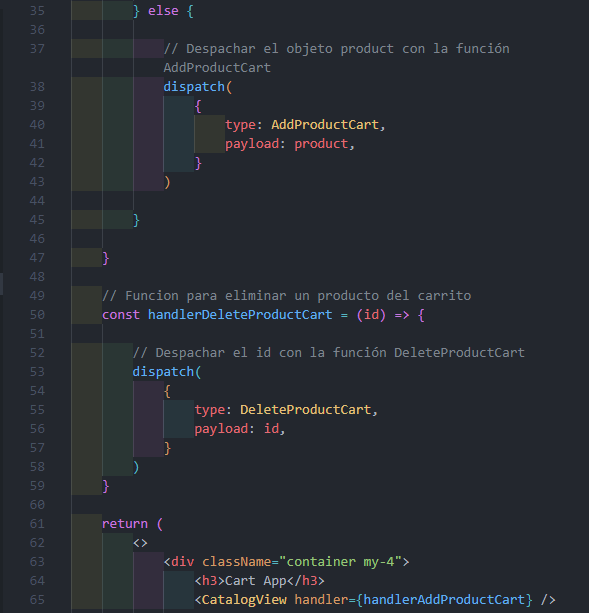 35 } else {
36
37 // Despachar el objeto product con la función
AddProductCart
38 dispatch(
39 {
40 type: AddProductCart,
41 payload: product,
42 }
43 )
44
45 }
46
47 }
48
49 // Funcion para eliminar un producto del carrito
50 const handlerDeleteProductCart = (id) => {
51
52 // Despachar el id con la función DeleteProductCart
53 dispatch(
54 {
55 type: DeleteProductCart,
56 payload: id,
57 }
58 )
59 }
60
61 return (
62 <>
63 <div className="container my-4">
64 <h3>Cart App</h3>
65 <CatalogView handler={handlerAddProductCart} />